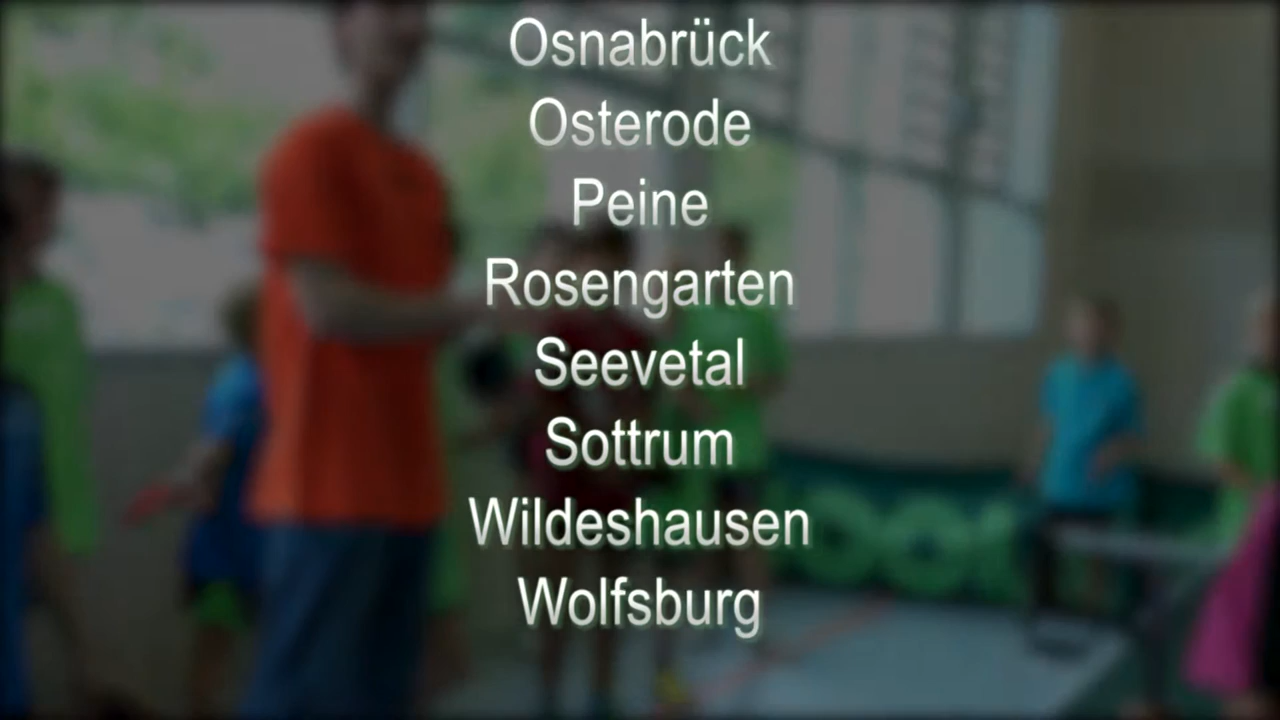 Osnabrück
Osterode
Peine
Rosengarten
Seevetal
Sottrum
Wildeshausen
Wolfsburg